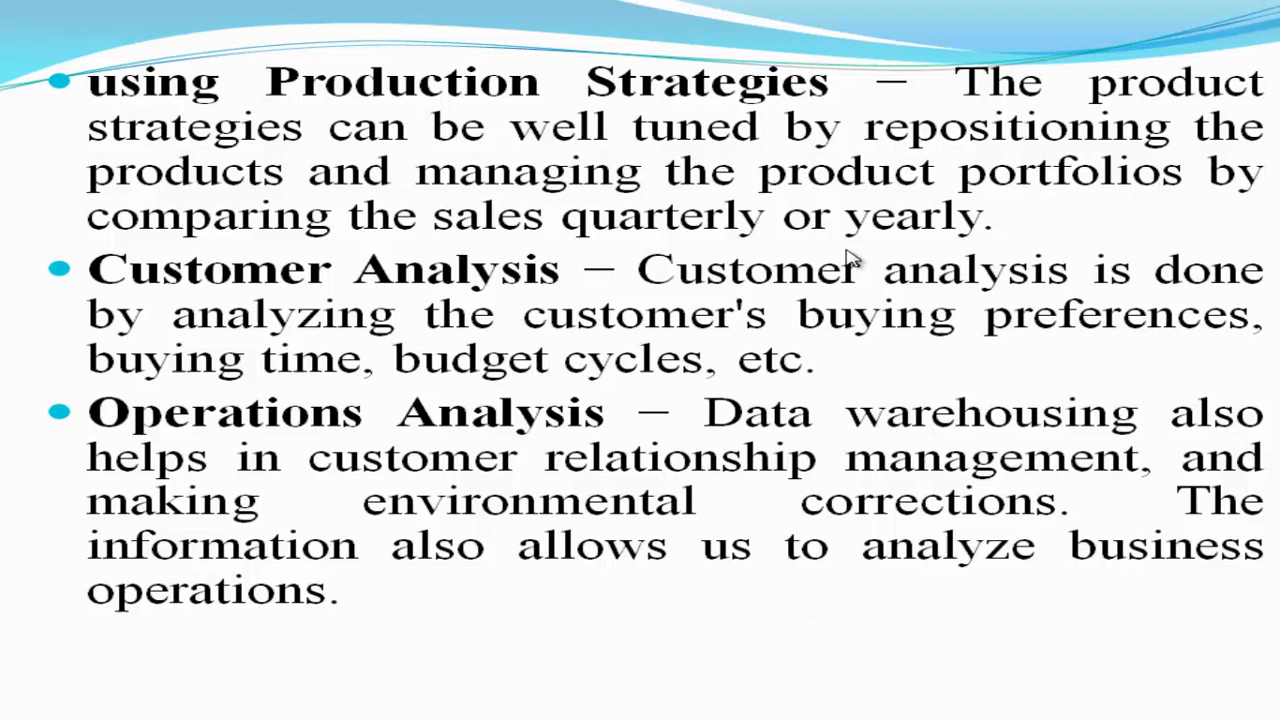 • using Production Strategies – The product
strategies can be well tuned by repositioning the
products and managing the product portfolios by
comparing the sales quarterly or yearly.
• Customer Analysis – Customer analysis is done
by analyzing the customer's buying preferences,
buying time, budget cycles, etc.
• Operations Analysis – Data warehousing also
helps in customer relationship management, and
making environmental corrections. The
information also allows us to analyze business
operations.